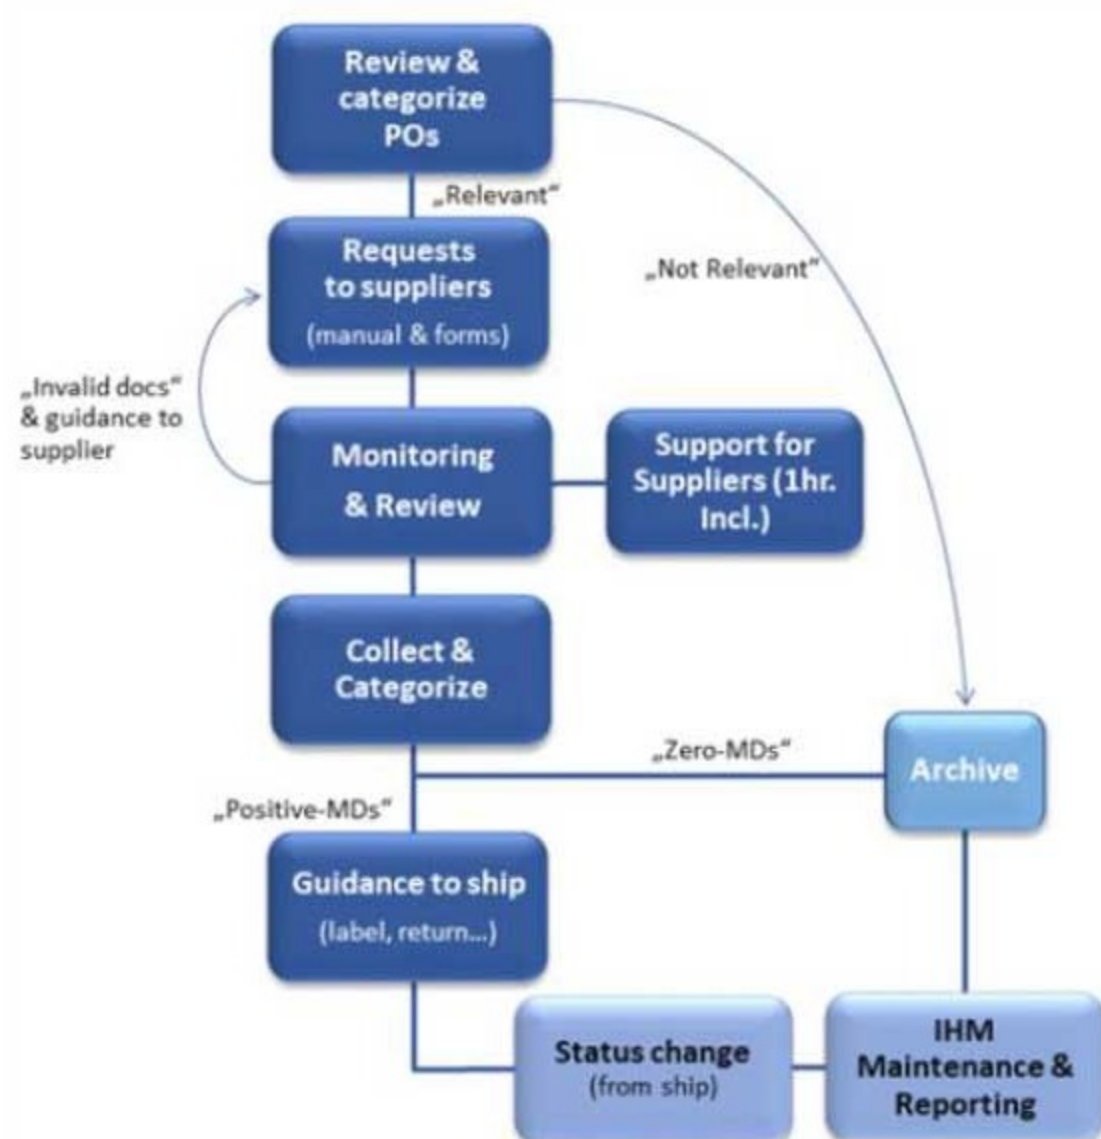 Review &
categorize
POs
„Relevant“
Requests
to suppliers
(manual & forms)
„Not Relevant“
„Invalid docs“
& guidance to
supplier
Monitoring
& Review
Support for
Suppliers (1hr.
Incl.)
Collect &
Categorize
„Zero-MDs“
Archive
„Positive-MDs“
Guidance to ship
(label, return...)
Status change
(from ship)
IHM
Maintenance &
Reporting